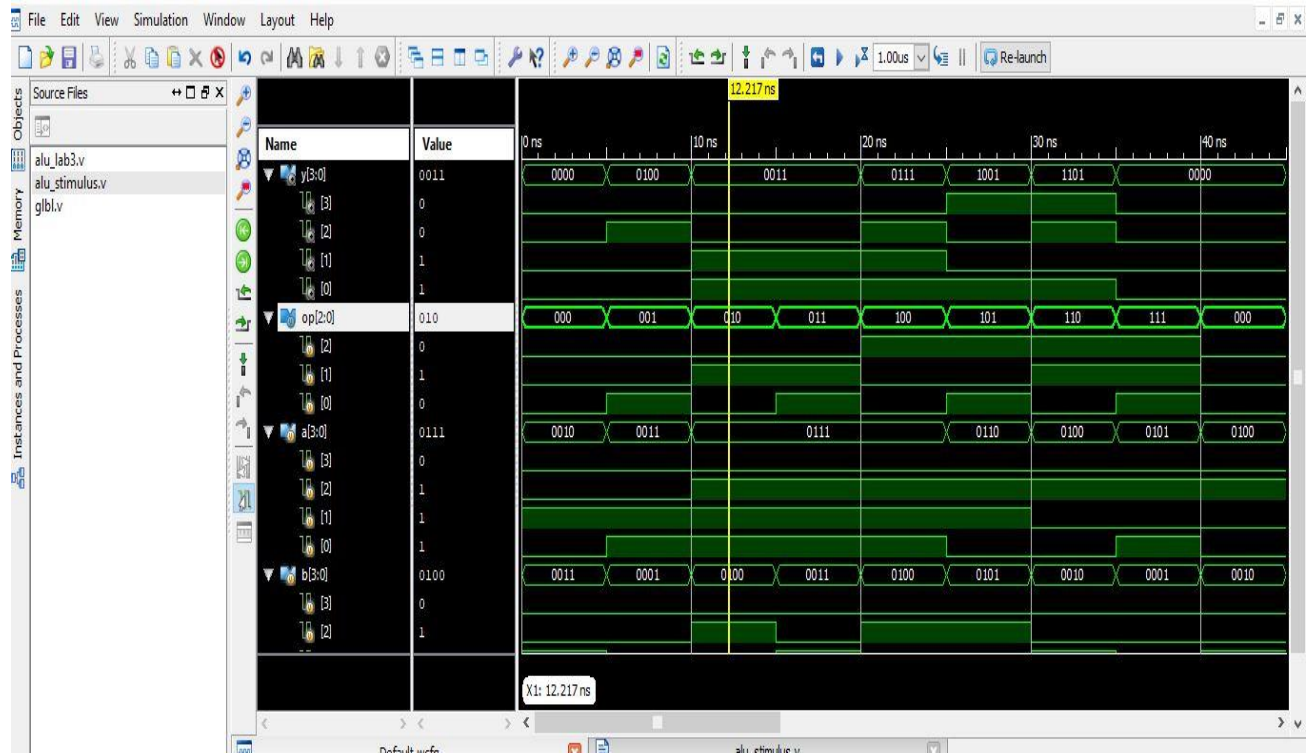 File Edit View Simulation Window Layout Help
1.00us Re-launch
Objects
Memory
Instances and Processes
Source Files
alu_lab3.v
alu_stimulus.v
glbl.v
12.217 ns
Name Value 0 ns 10 ns 20 ns 30 ns 40 ns
y[3:0] 0011 0000 0100 0011 0111 1001 1101 0000
[3] 0
[2] 0
[1] 1
[0] 1
op[2:0] 010 000 001 010 011 100 101 110 111 000
[2] 0
[1] 1
[0] 0
a[3:0] 0111 0010 0011 0111 0110 0100 0101 0100
[3] 0
[2] 1
[1] 1
[0] 1
b[3:0] 0100 0011 0001 0100 0011 0100 0101 0010 0001 0010
[3] 0
[2] 1
X1: 12.217 ns
Default.wcfg alu_stimulus.v